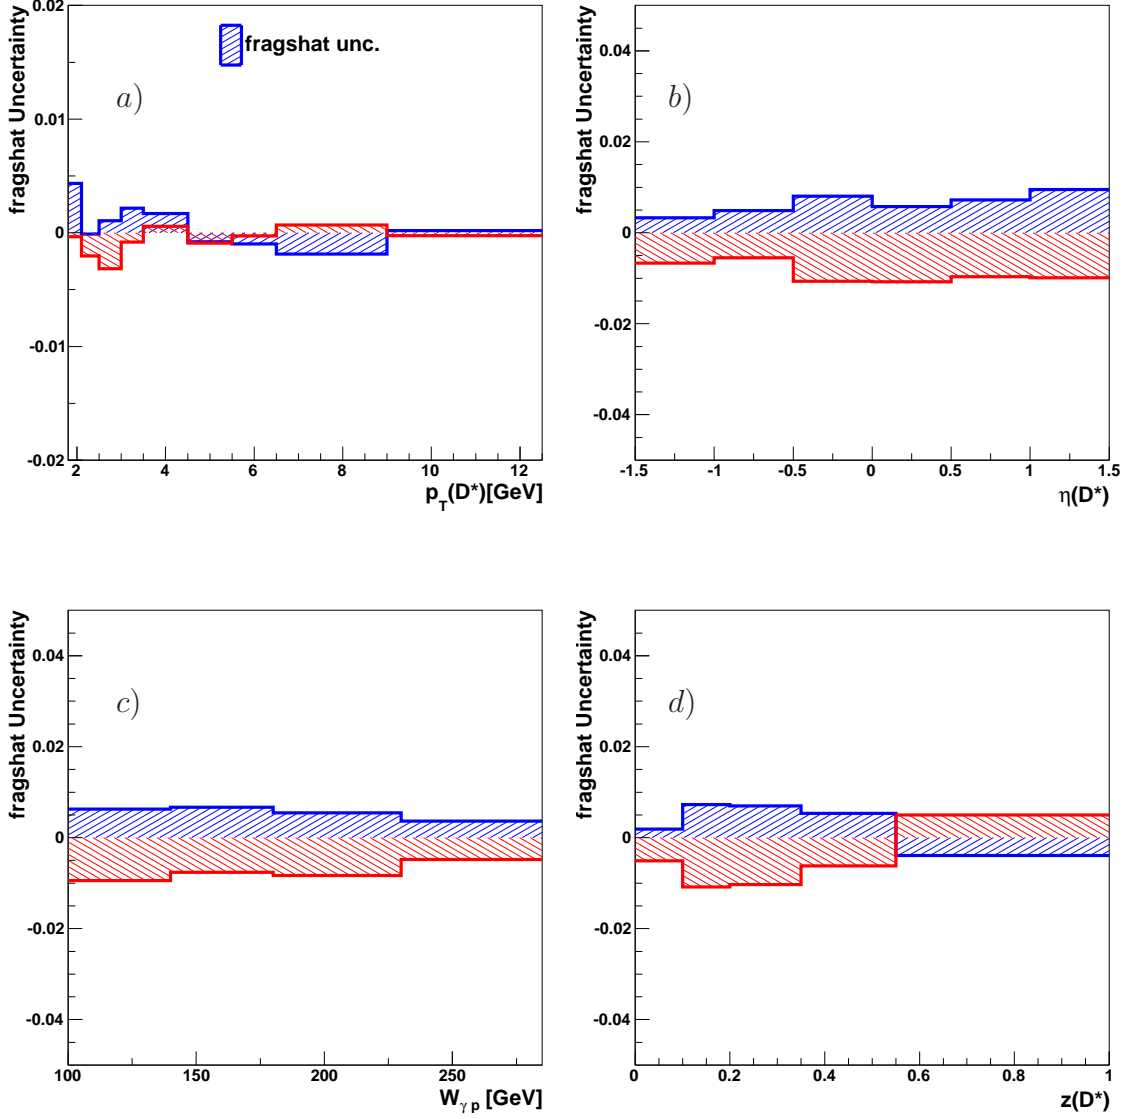 fragshat Uncertainty
0.02
0.01
0
-0.01
-0.02
fragshat unc.
a)
2 4 6 8 10 12
p_T(D*)[GeV]
fragshat Uncertainty
0.04
0.02
0
-0.02
-0.04
b)
-1.5 -1 -0.5 0 0.5 1 1.5
η(D*)
fragshat Uncertainty
0.04
0.02
0
-0.02
-0.04
c)
100 150 200 250
W_γ p [GeV]
fragshat Uncertainty
0.04
0.02
0
-0.02
-0.04
d)
0 0.2 0.4 0.6 0.8 1
z(D*)